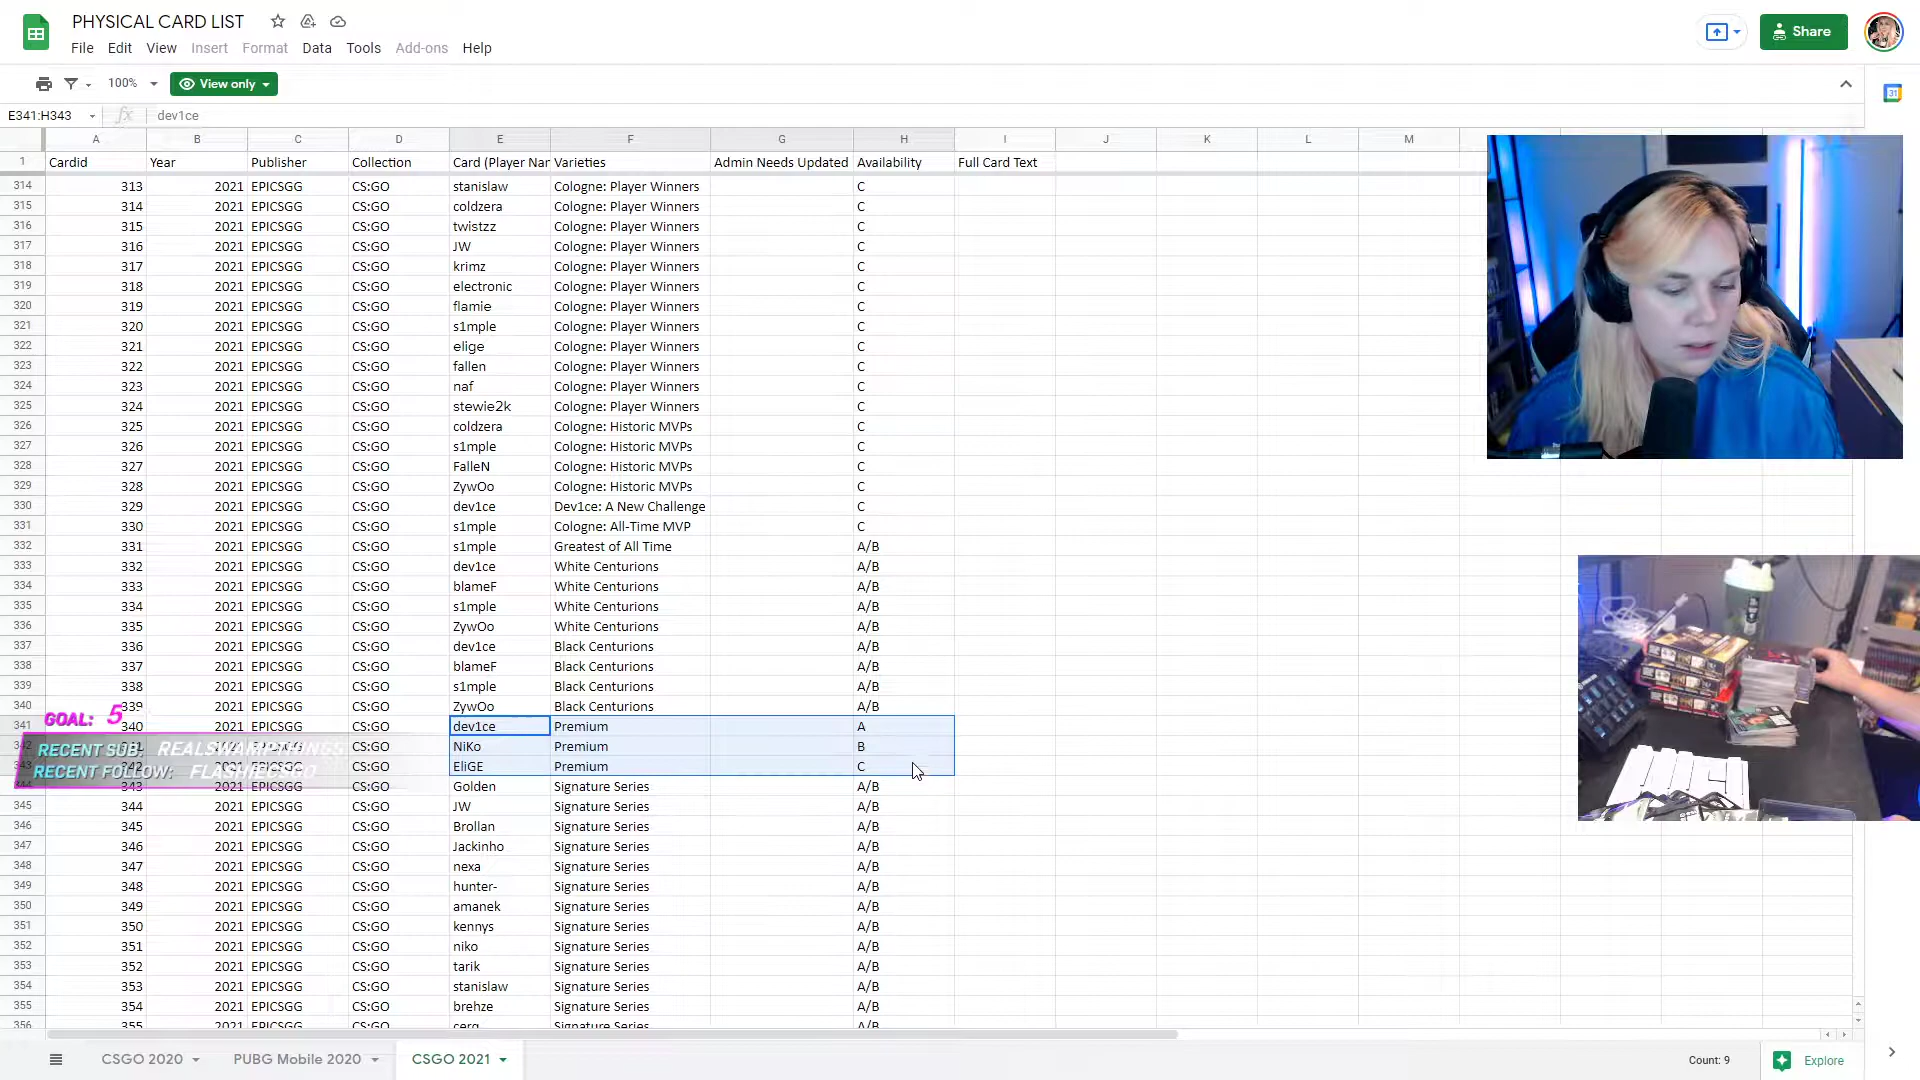 PHYSICAL CARD LIST
File Edit View Insert Format Data Tools Add-ons Help
Share
100% View only
E341:H343 fx dev1ce
A B C D E F G H I J K L M
1 Cardid Year Publisher Collection Card (Player Nar Varieties Admin Needs Updated Availability Full Card Text
314 313 2021 EPICSGG CS:GO stanislaw Cologne: Player Winners C
315 314 2021 EPICSGG CS:GO coldzera Cologne: Player Winners C
316 315 2021 EPICSGG CS:GO twistzz Cologne: Player Winners C
317 316 2021 EPICSGG CS:GO JW Cologne: Player Winners C
318 317 2021 EPICSGG CS:GO krimz Cologne: Player Winners C
319 318 2021 EPICSGG CS:GO electronic Cologne: Player Winners C
320 319 2021 EPICSGG CS:GO flamie Cologne: Player Winners C
321 320 2021 EPICSGG CS:GO s1mple Cologne: Player Winners C
322 321 2021 EPICSGG CS:GO elige Cologne: Player Winners C
323 322 2021 EPICSGG CS:GO fallen Cologne: Player Winners C
324 323 2021 EPICSGG CS:GO naf Cologne: Player Winners C
325 324 2021 EPICSGG CS:GO stewie2k Cologne: Player Winners C
326 325 2021 EPICSGG CS:GO coldzera Cologne: Historic MVPs C
327 326 2021 EPICSGG CS:GO s1mple Cologne: Historic MVPs C
328 327 2021 EPICSGG CS:GO FalleN Cologne: Historic MVPs C
329 328 2021 EPICSGG CS:GO ZywOo Cologne: Historic MVPs C
330 329 2021 EPICSGG CS:GO dev1ce Dev1ce: A New Challenge C
331 330 2021 EPICSGG CS:GO s1mple Cologne: All-Time MVP C
332 331 2021 EPICSGG CS:GO s1mple Greatest of All Time A/B
333 332 2021 EPICSGG CS:GO dev1ce White Centurions A/B
334 333 2021 EPICSGG CS:GO blameF White Centurions A/B
335 334 2021 EPICSGG CS:GO s1mple White Centurions A/B
336 335 2021 EPICSGG CS:GO ZywOo White Centurions A/B
337 336 2021 EPICSGG CS:GO dev1ce Black Centurions A/B
338 337 2021 EPICSGG CS:GO blameF Black Centurions A/B
339 338 2021 EPICSGG CS:GO s1mple Black Centurions A/B
340 339 2021 EPICSGG CS:GO ZywOo Black Centurions A/B
GOAL: 5
341 340 2021 EPICSGG CS:GO dev1ce Premium A
CS:GO NiKo Premium B
RECENT SUB: REALSWAMPTHINGS
CS:GO EliGE Premium C
RECENT FOLLOW: FLASHIECSGO
343 2021 EPICSGG CS:GO Golden Signature Series A/B
345 344 2021 EPICSGG CS:GO JW Signature Series A/B
346 345 2021 EPICSGG CS:GO Brollan Signature Series A/B
347 346 2021 EPICSGG CS:GO Jackinho Signature Series A/B
348 347 2021 EPICSGG CS:GO nexa Signature Series A/B
349 348 2021 EPICSGG CS:GO hunter- Signature Series A/B
350 349 2021 EPICSGG CS:GO amanek Signature Series A/B
351 350 2021 EPICSGG CS:GO kennys Signature Series A/B
352 351 2021 EPICSGG CS:GO niko Signature Series A/B
353 352 2021 EPICSGG CS:GO tarik Signature Series A/B
354 353 2021 EPICSGG CS:GO stanislaw Signature Series A/B
355 354 2021 EPICSGG CS:GO brehze Signature Series A/B
356 355 2021 EPICSGG CS:GO cerq Signature Series A/B
CSGO 2020 PUBG Mobile 2020 CSGO 2021 Count: 9 Explore
31